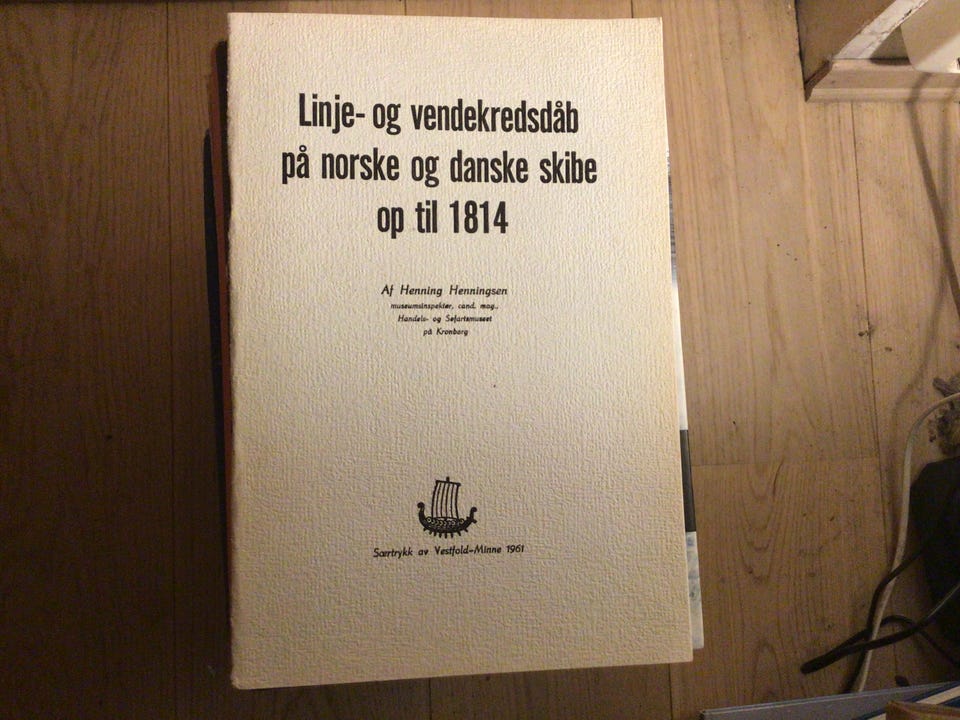 Linje- og vendekredsdåb
på norske og danske skibe
op til 1814
Af Henning Henningsen
museumsinspektør, cand. mag.,
Handels- og Søfartsmuseet
på Kronborg
Særtrykk av Vestfold-Minne 1961